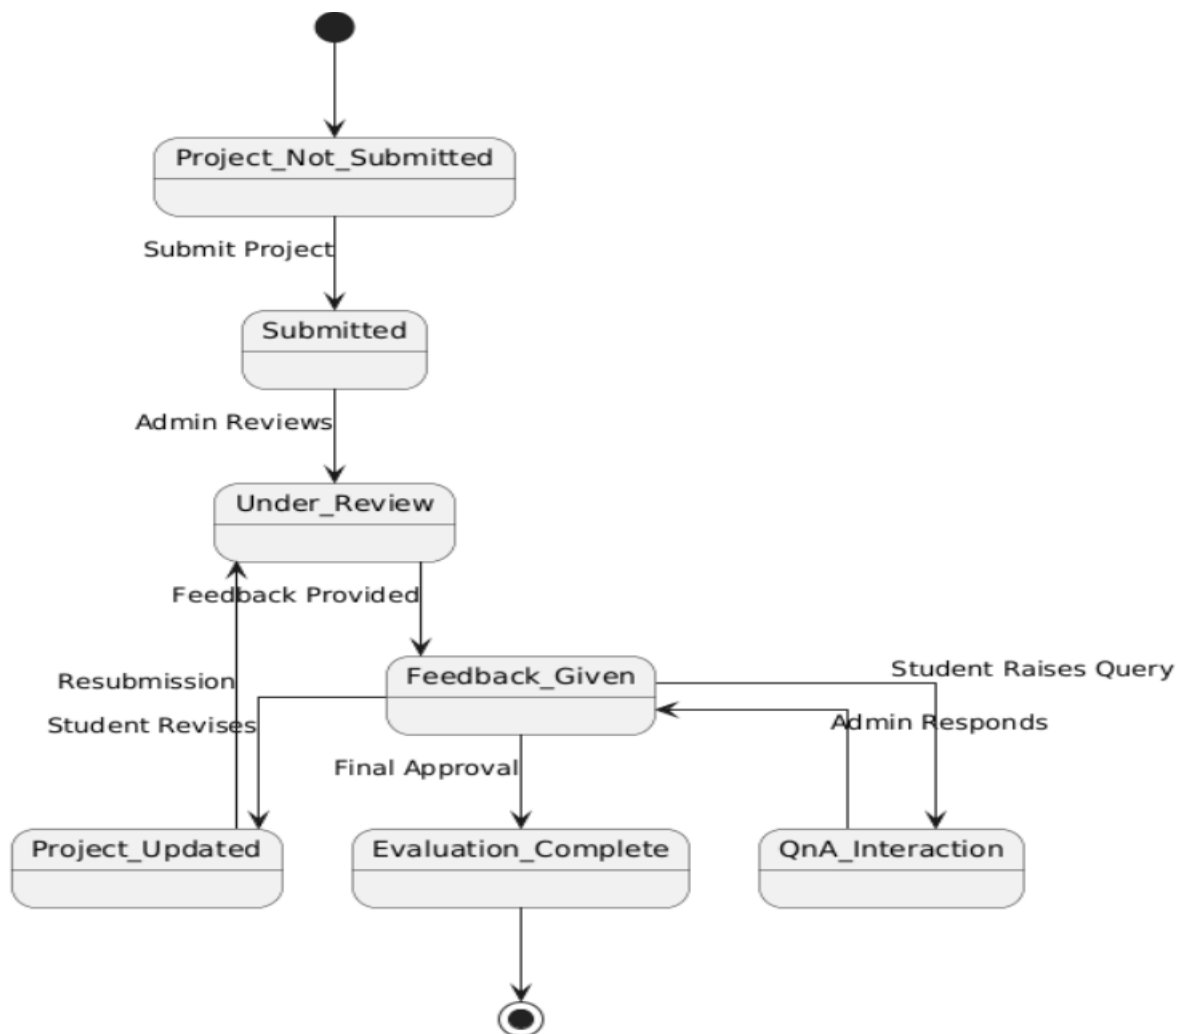 Project_Not_Submitted
Submit Project
Submitted
Admin Reviews
Under_Review
Feedback Provided
Feedback_Given
Student Raises Query
Resubmission
Admin Responds
Student Revises
Final Approval
Project_Updated
Evaluation_Complete
QnA_Interaction